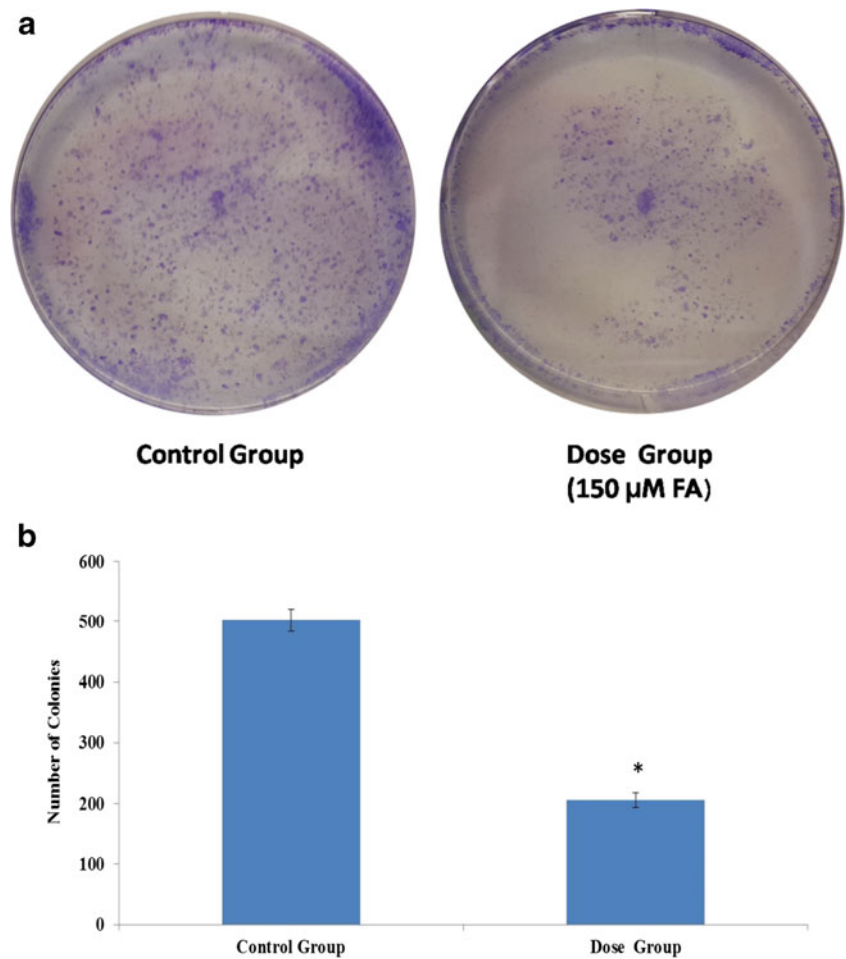 a
Control Group
Dose Group
(150 μM FA)
b
600
500
400
300
200
100
0
Number of Colonies
*
Control Group
Dose Group